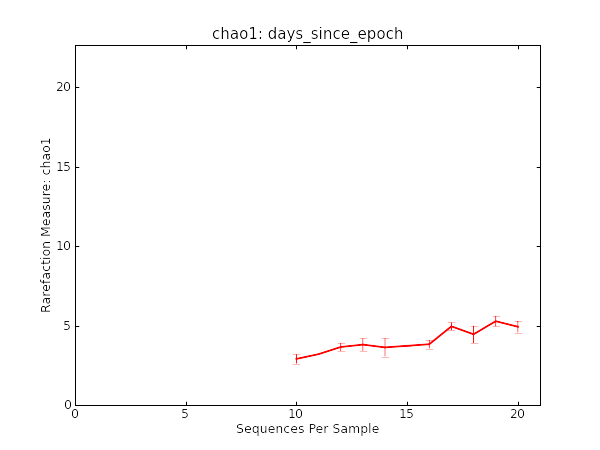 chao1: days_since_epoch
20
15
10
5
0
Rarefaction Measure: chao1
0 5 10 15 20
Sequences Per Sample